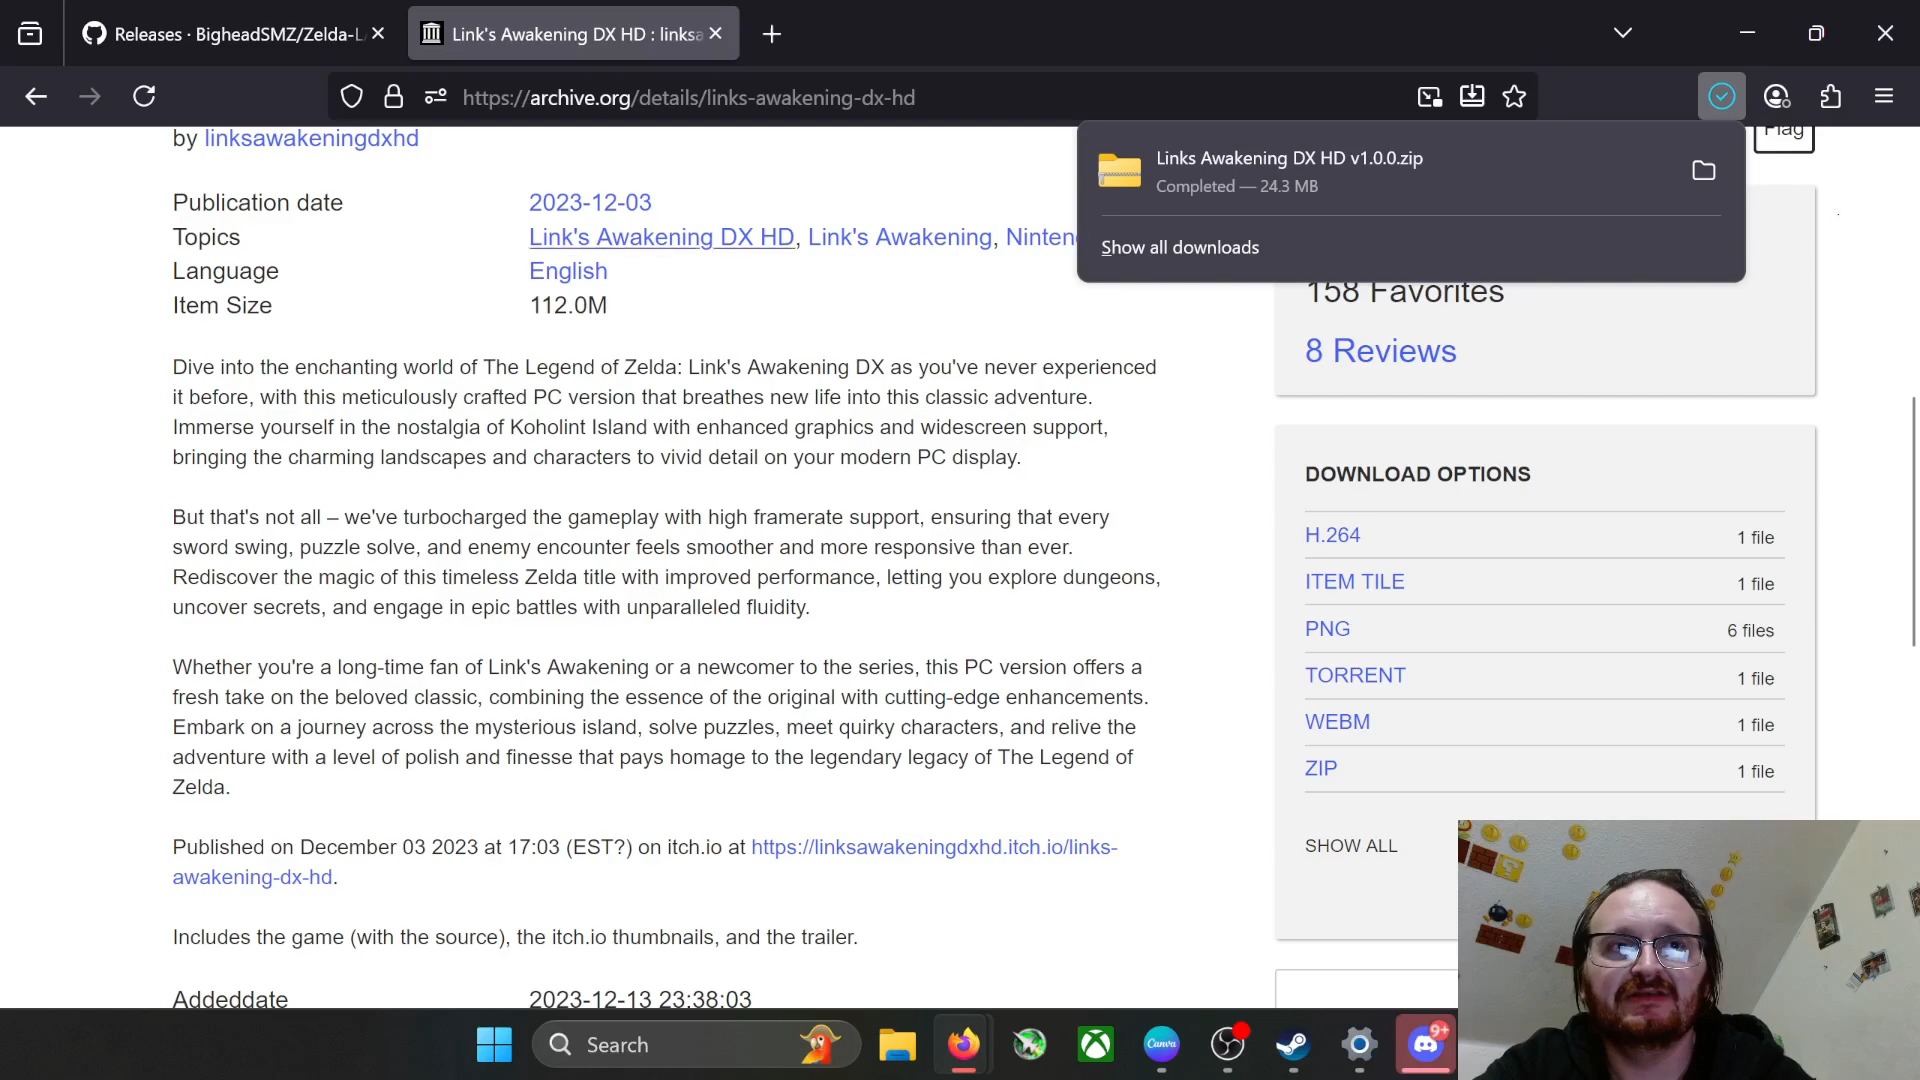 Releases · BigheadSMZ/Zelda-L
Link's Awakening DX HD : linksa
https://archive.org/details/links-awakening-dx-hd
by linksawakeningdxhd
Flag
Links Awakening DX HD v1.0.0.zip
Completed — 24.3 MB
Show all downloads
Publication date 2023-12-03
Topics Link's Awakening DX HD, Link's Awakening, Ninten
Language English
Item Size 112.0M
158 Favorites
8 Reviews
Dive into the enchanting world of The Legend of Zelda: Link's Awakening DX as you've never experienced
it before, with this meticulously crafted PC version that breathes new life into this classic adventure.
Immerse yourself in the nostalgia of Koholint Island with enhanced graphics and widescreen support,
bringing the charming landscapes and characters to vivid detail on your modern PC display.
But that's not all – we've turbocharged the gameplay with high framerate support, ensuring that every
sword swing, puzzle solve, and enemy encounter feels smoother and more responsive than ever.
Rediscover the magic of this timeless Zelda title with improved performance, letting you explore dungeons,
uncover secrets, and engage in epic battles with unparalleled fluidity.
Whether you're a long-time fan of Link's Awakening or a newcomer to the series, this PC version offers a
fresh take on the beloved classic, combining the essence of the original with cutting-edge enhancements.
Embark on a journey across the mysterious island, solve puzzles, meet quirky characters, and relive the
adventure with a level of polish and finesse that pays homage to the legendary legacy of The Legend of
Zelda.
Published on December 03 2023 at 17:03 (EST?) on itch.io at https://linksawakeningdxhd.itch.io/links-
awakening-dx-hd.
Includes the game (with the source), the itch.io thumbnails, and the trailer.
Addeddate 2023-12-13 23:38:03
DOWNLOAD OPTIONS
H.264 1 file
ITEM TILE 1 file
PNG 6 files
TORRENT 1 file
WEBM 1 file
ZIP 1 file
SHOW ALL
Search
Canva
9+